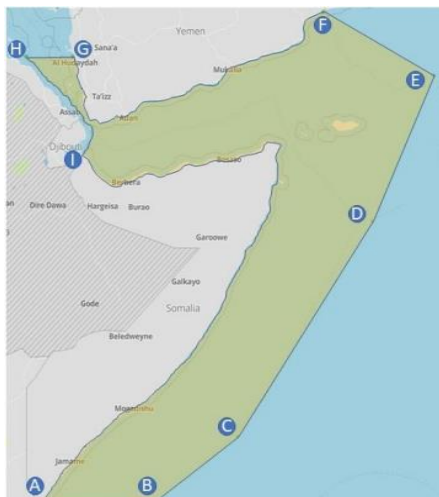 F
Yemen
H
G
Sana'a
Al Hudaydah
Mukalla
E
Ta'izz
Assab
Adan
Djibouti
I
Bosaso
Berbera
Dire Dawa
Hargeisa
Burao
D
Garoowe
Galkayo
Gode
Somalia
Beledweyne
Mogadishu
C
Jamame
A
B